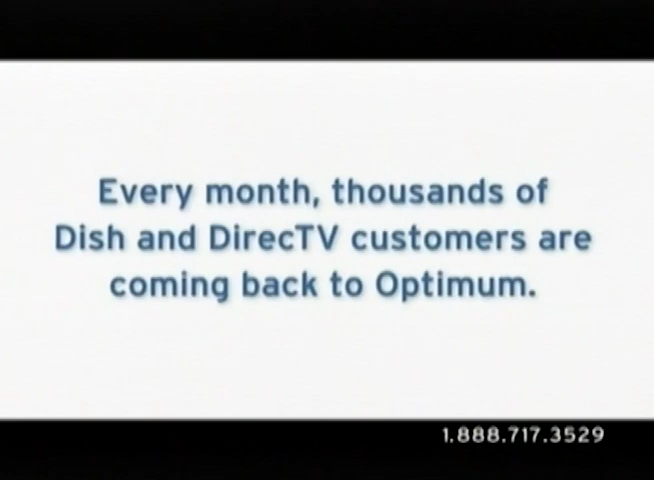 Every month, thousands of
Dish and DirecTV customers are
coming back to Optimum.
1.888.717.3529